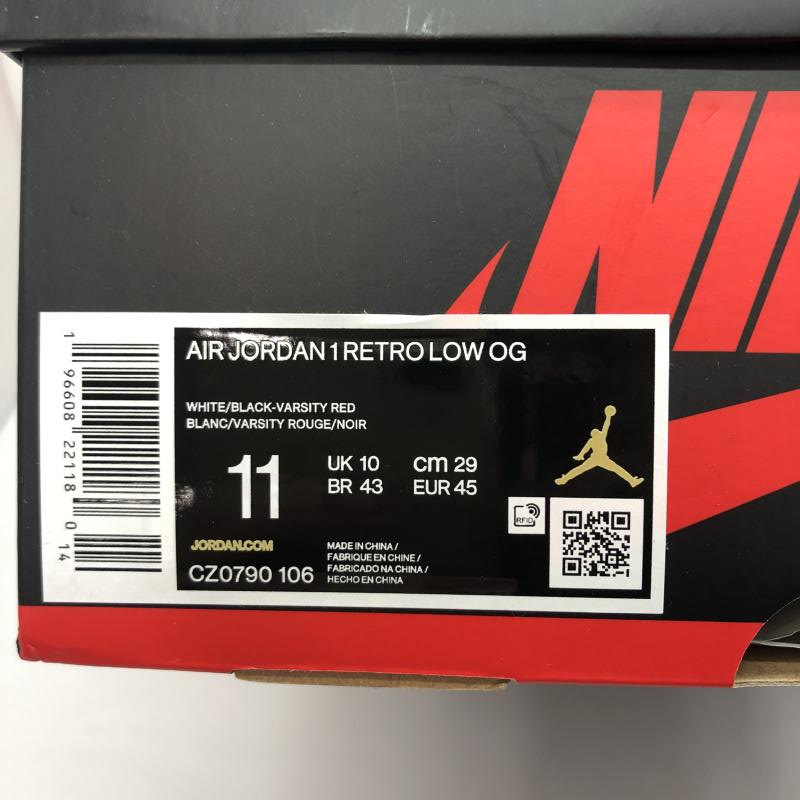 NI
AIR JORDAN 1 RETRO LOW OG
WHITE/BLACK-VARSITY RED
BLANC/VARSITY ROUGE/NOIR
11
UK 10 cm 29
BR 43 EUR 45
RFID
JORDAN.COM
CZ0790 106
MADE IN CHINA /
FABRIQUE EN CHINE /
FABRICADO NA CHINA /
HECHO EN CHINA
1 96608 22118 0 14